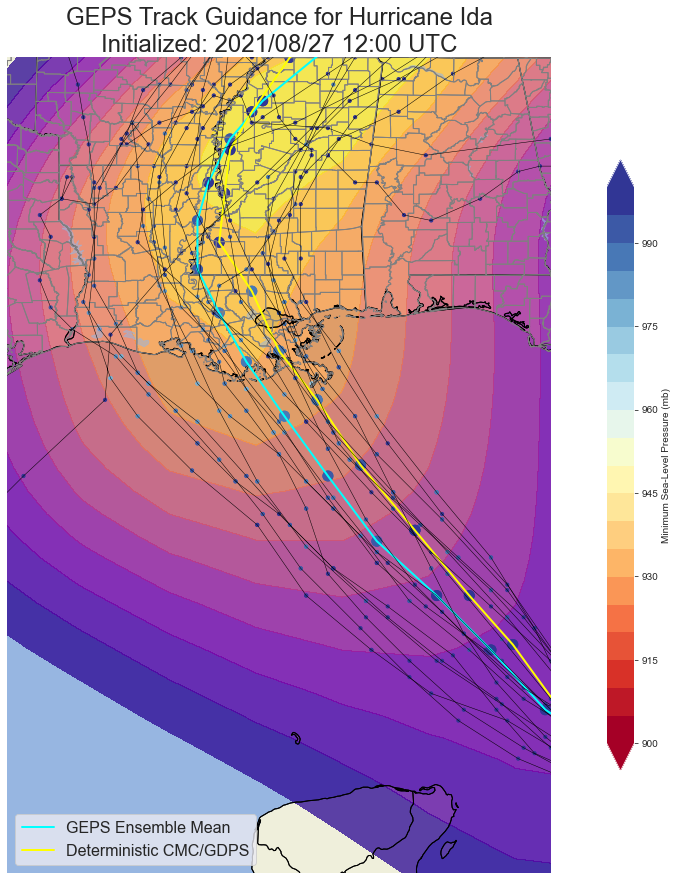 GEPS Track Guidance for Hurricane Ida
Initialized: 2021/08/27 12:00 UTC
990
975
960
945
930
915
900
Minimum Sea-Level Pressure (mb)
GEPS Ensemble Mean
Deterministic CMC/GDPS